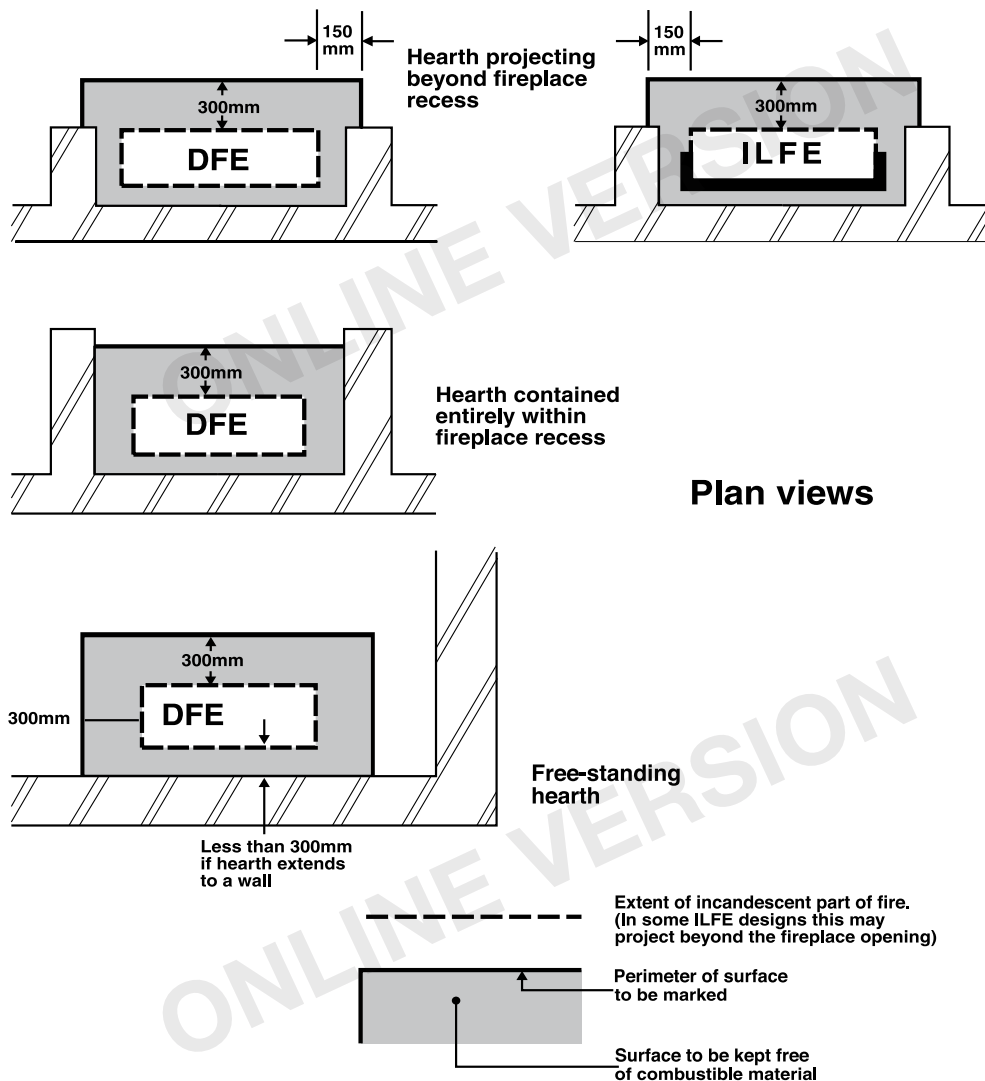 150
mm
Hearth projecting
beyond fireplace
recess
300mm
DFE
150
mm
300mm
ILFE
300mm
DFE
Hearth contained
entirely within
fireplace recess
Plan views
300mm
300mm
DFE
Less than 300mm
if hearth extends
to a wall
Free-standing
hearth
Extent of incandescent part of fire.
(In some ILFE designs this may
project beyond the fireplace opening)
Perimeter of surface
to be marked
Surface to be kept free
of combustible material
ONLINE VERSION
ONLINE VERSION